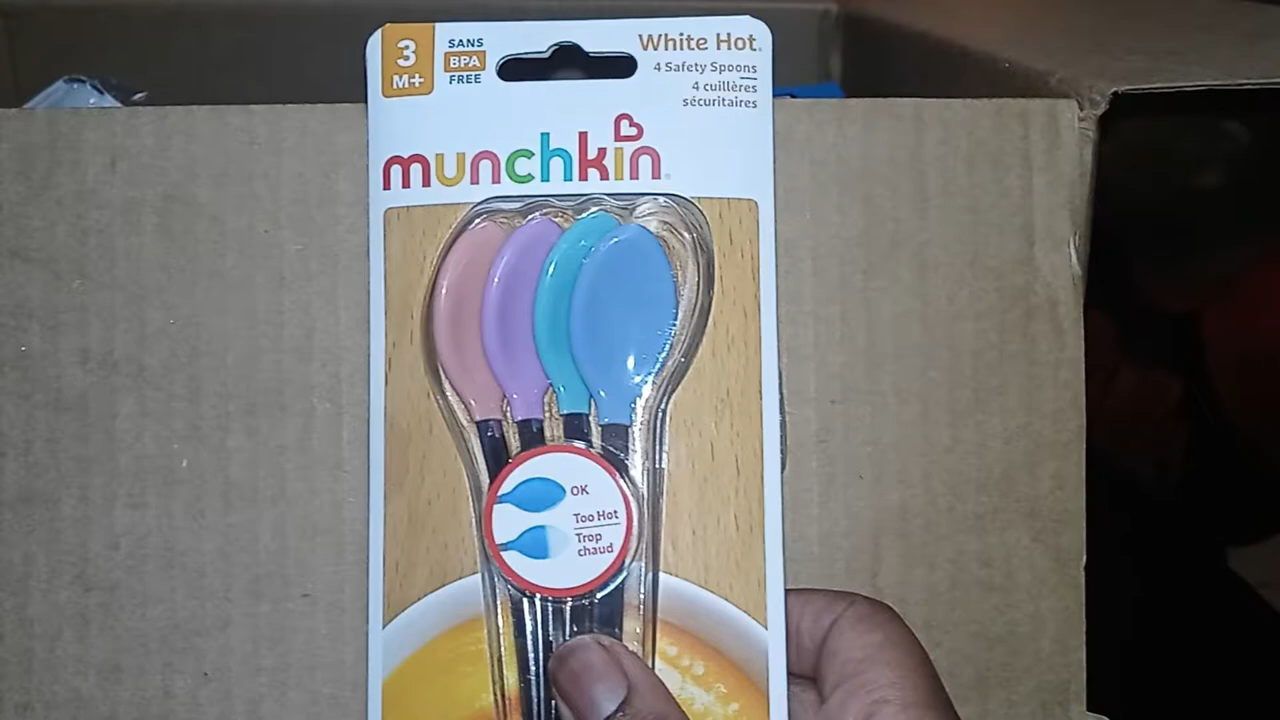 3
M+
SANS
BPA
FREE
White Hot®
4 Safety Spoons
4 cuillères
sécuritaires
munchkin®
OK
Too Hot
Trop
chaud